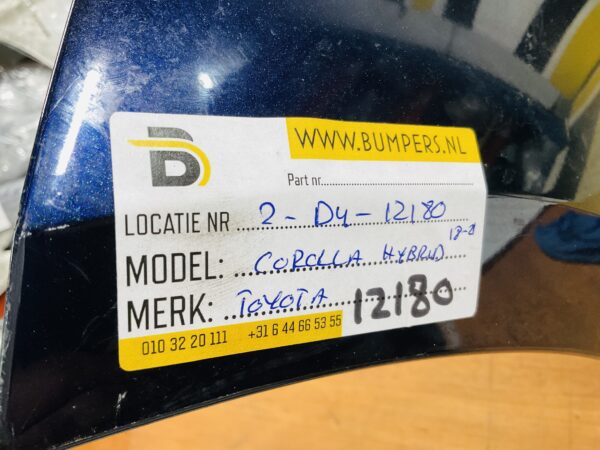 B
WWW.BUMPERS.NL
Part nr
LOCATIE NR 2-D4-12180
MODEL: COROLLA HYBRID 18-&
MERK: TOYOTA 12180
010 32 20 111 +31 6 44 66 53 55